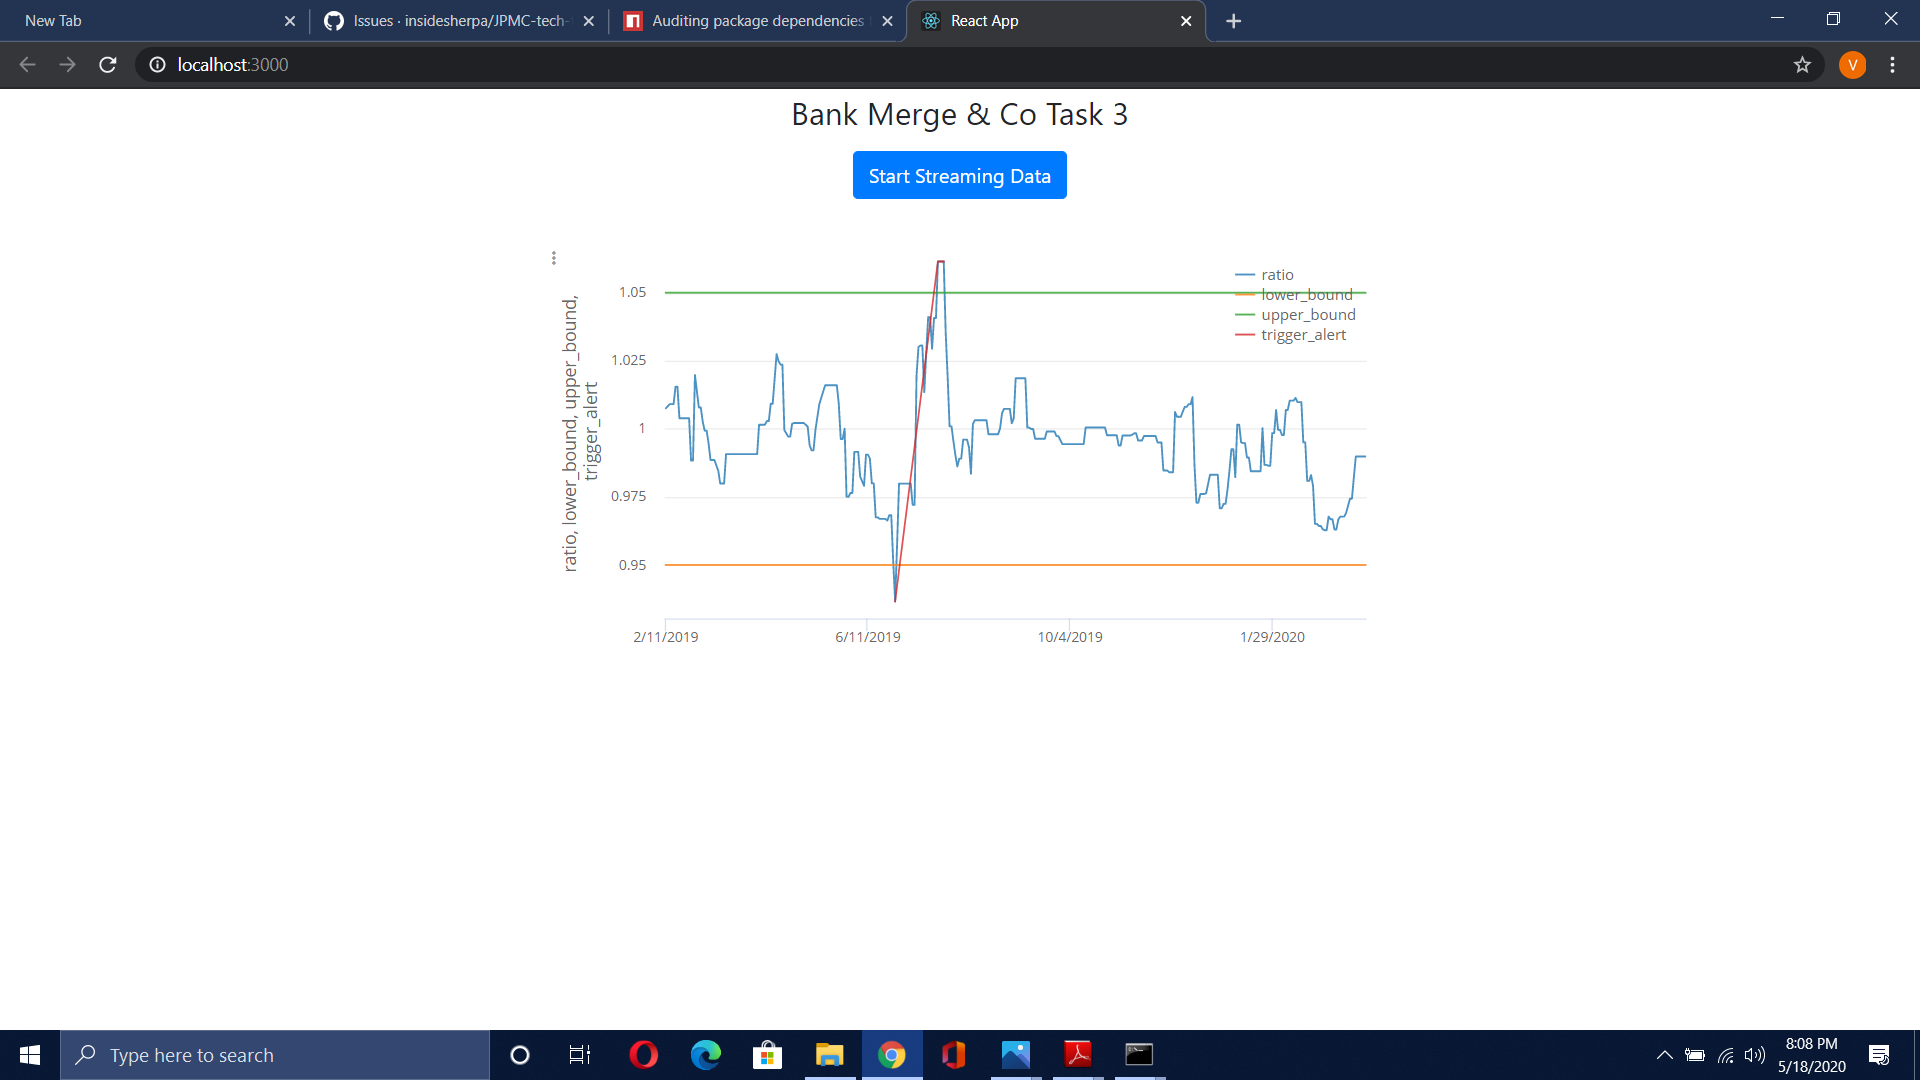 New Tab
Issues · insidesherpa/JPMC-tech-
Auditing package dependencies
React App
localhost:3000
V
Bank Merge & Co Task 3
Start Streaming Data
ratio
lower_bound
upper_bound
trigger_alert
ratio, lower_bound, upper_bound,
trigger_alert
1.05
1.025
1
0.975
0.95
2/11/2019
6/11/2019
10/4/2019
1/29/2020
Type here to search
8:08 PM
5/18/2020